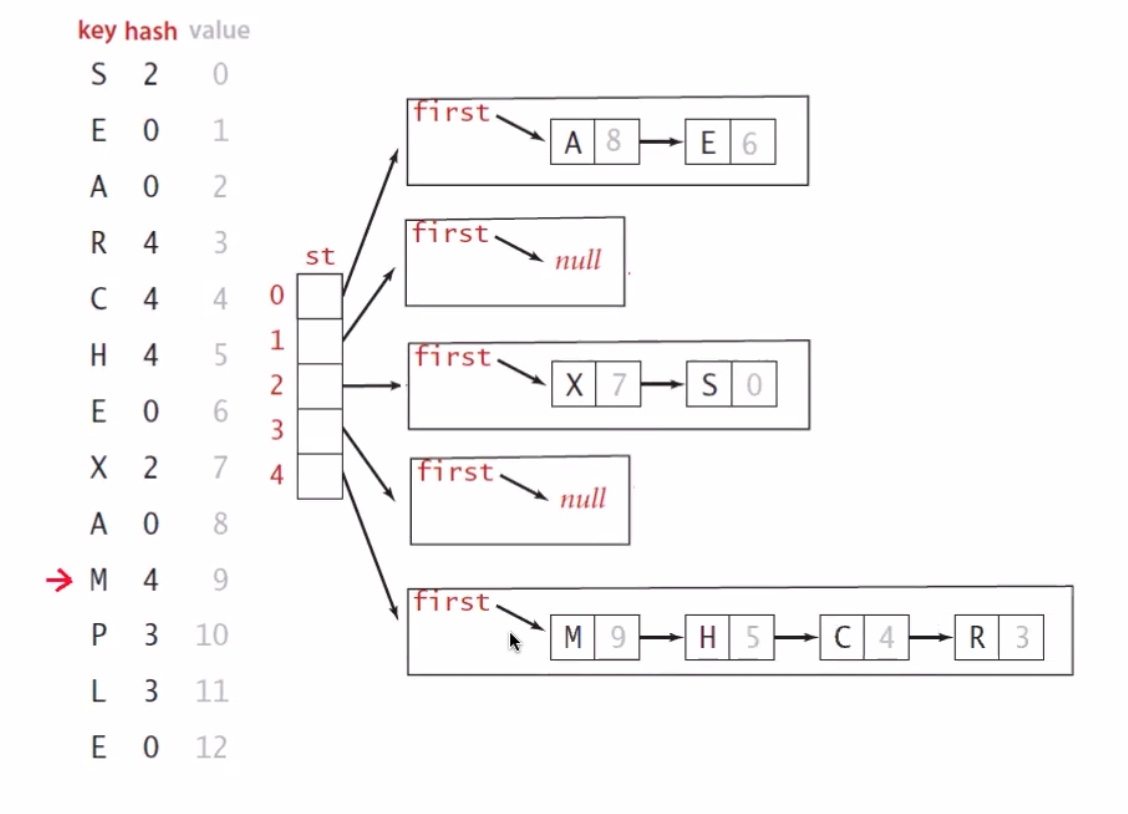 key hash value
S 2 0
E 0 1
A 0 2
R 4 3
C 4 4
H 4 5
E 0 6
X 2 7
A 0 8
M 4 9
P 3 10
L 3 11
E 0 12
st
0
1
2
3
4
first
A 8 E 6
first
null
first
X 7 S 0
first
null
first
M 9 H 5 C 4 R 3